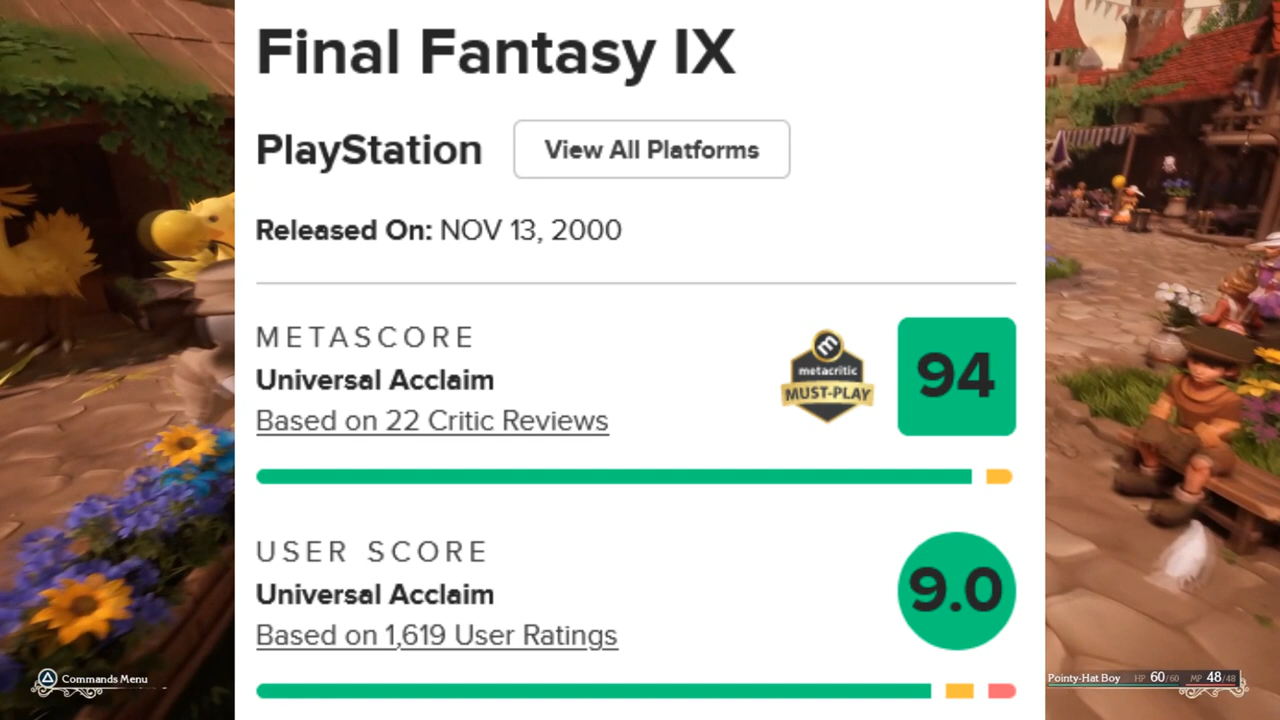 Final Fantasy IX
PlayStation
View All Platforms
Released On: NOV 13, 2000
METASCORE
Universal Acclaim
Based on 22 Critic Reviews
m
metacritic
MUST-PLAY
94
USER SCORE
Universal Acclaim
Based on 1,619 User Ratings
9.0
Commands Menu
Pointy-Hat Boy HP 60/60 MP 48/48